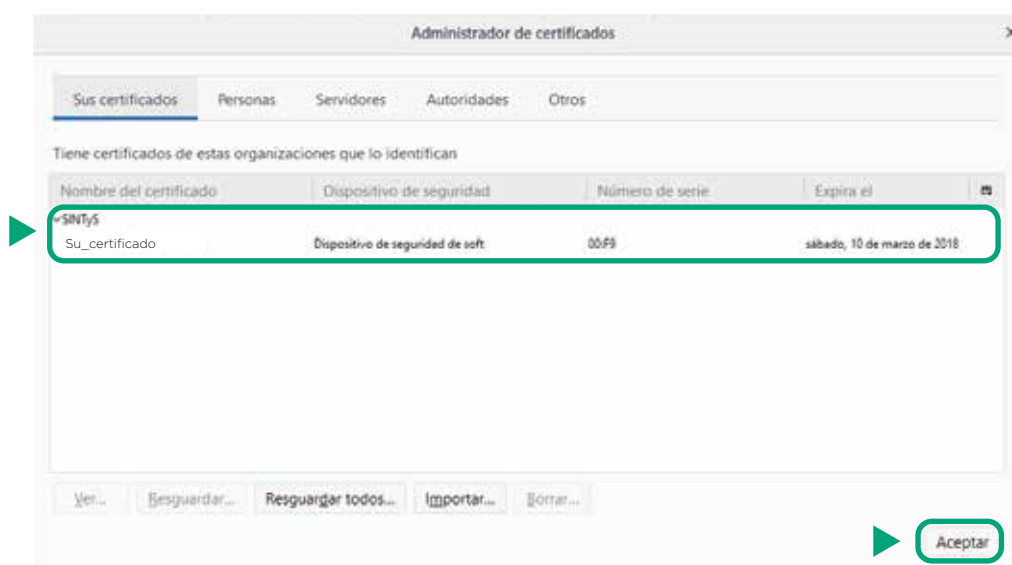 Administrador de certificados
Sus certificados Personas Servidores Autoridades Otros
Tiene certificados de estas organizaciones que lo identifican
Nombre del certificado Dispositivo de seguridad Número de serie Expira el
SINTyS
Su_certificado Dispositivo de seguridad de soft 00:F9 sábado, 10 de marzo de 2018
Ver... Resguardar... Resguardar todos... Importar... Borrar...
Aceptar